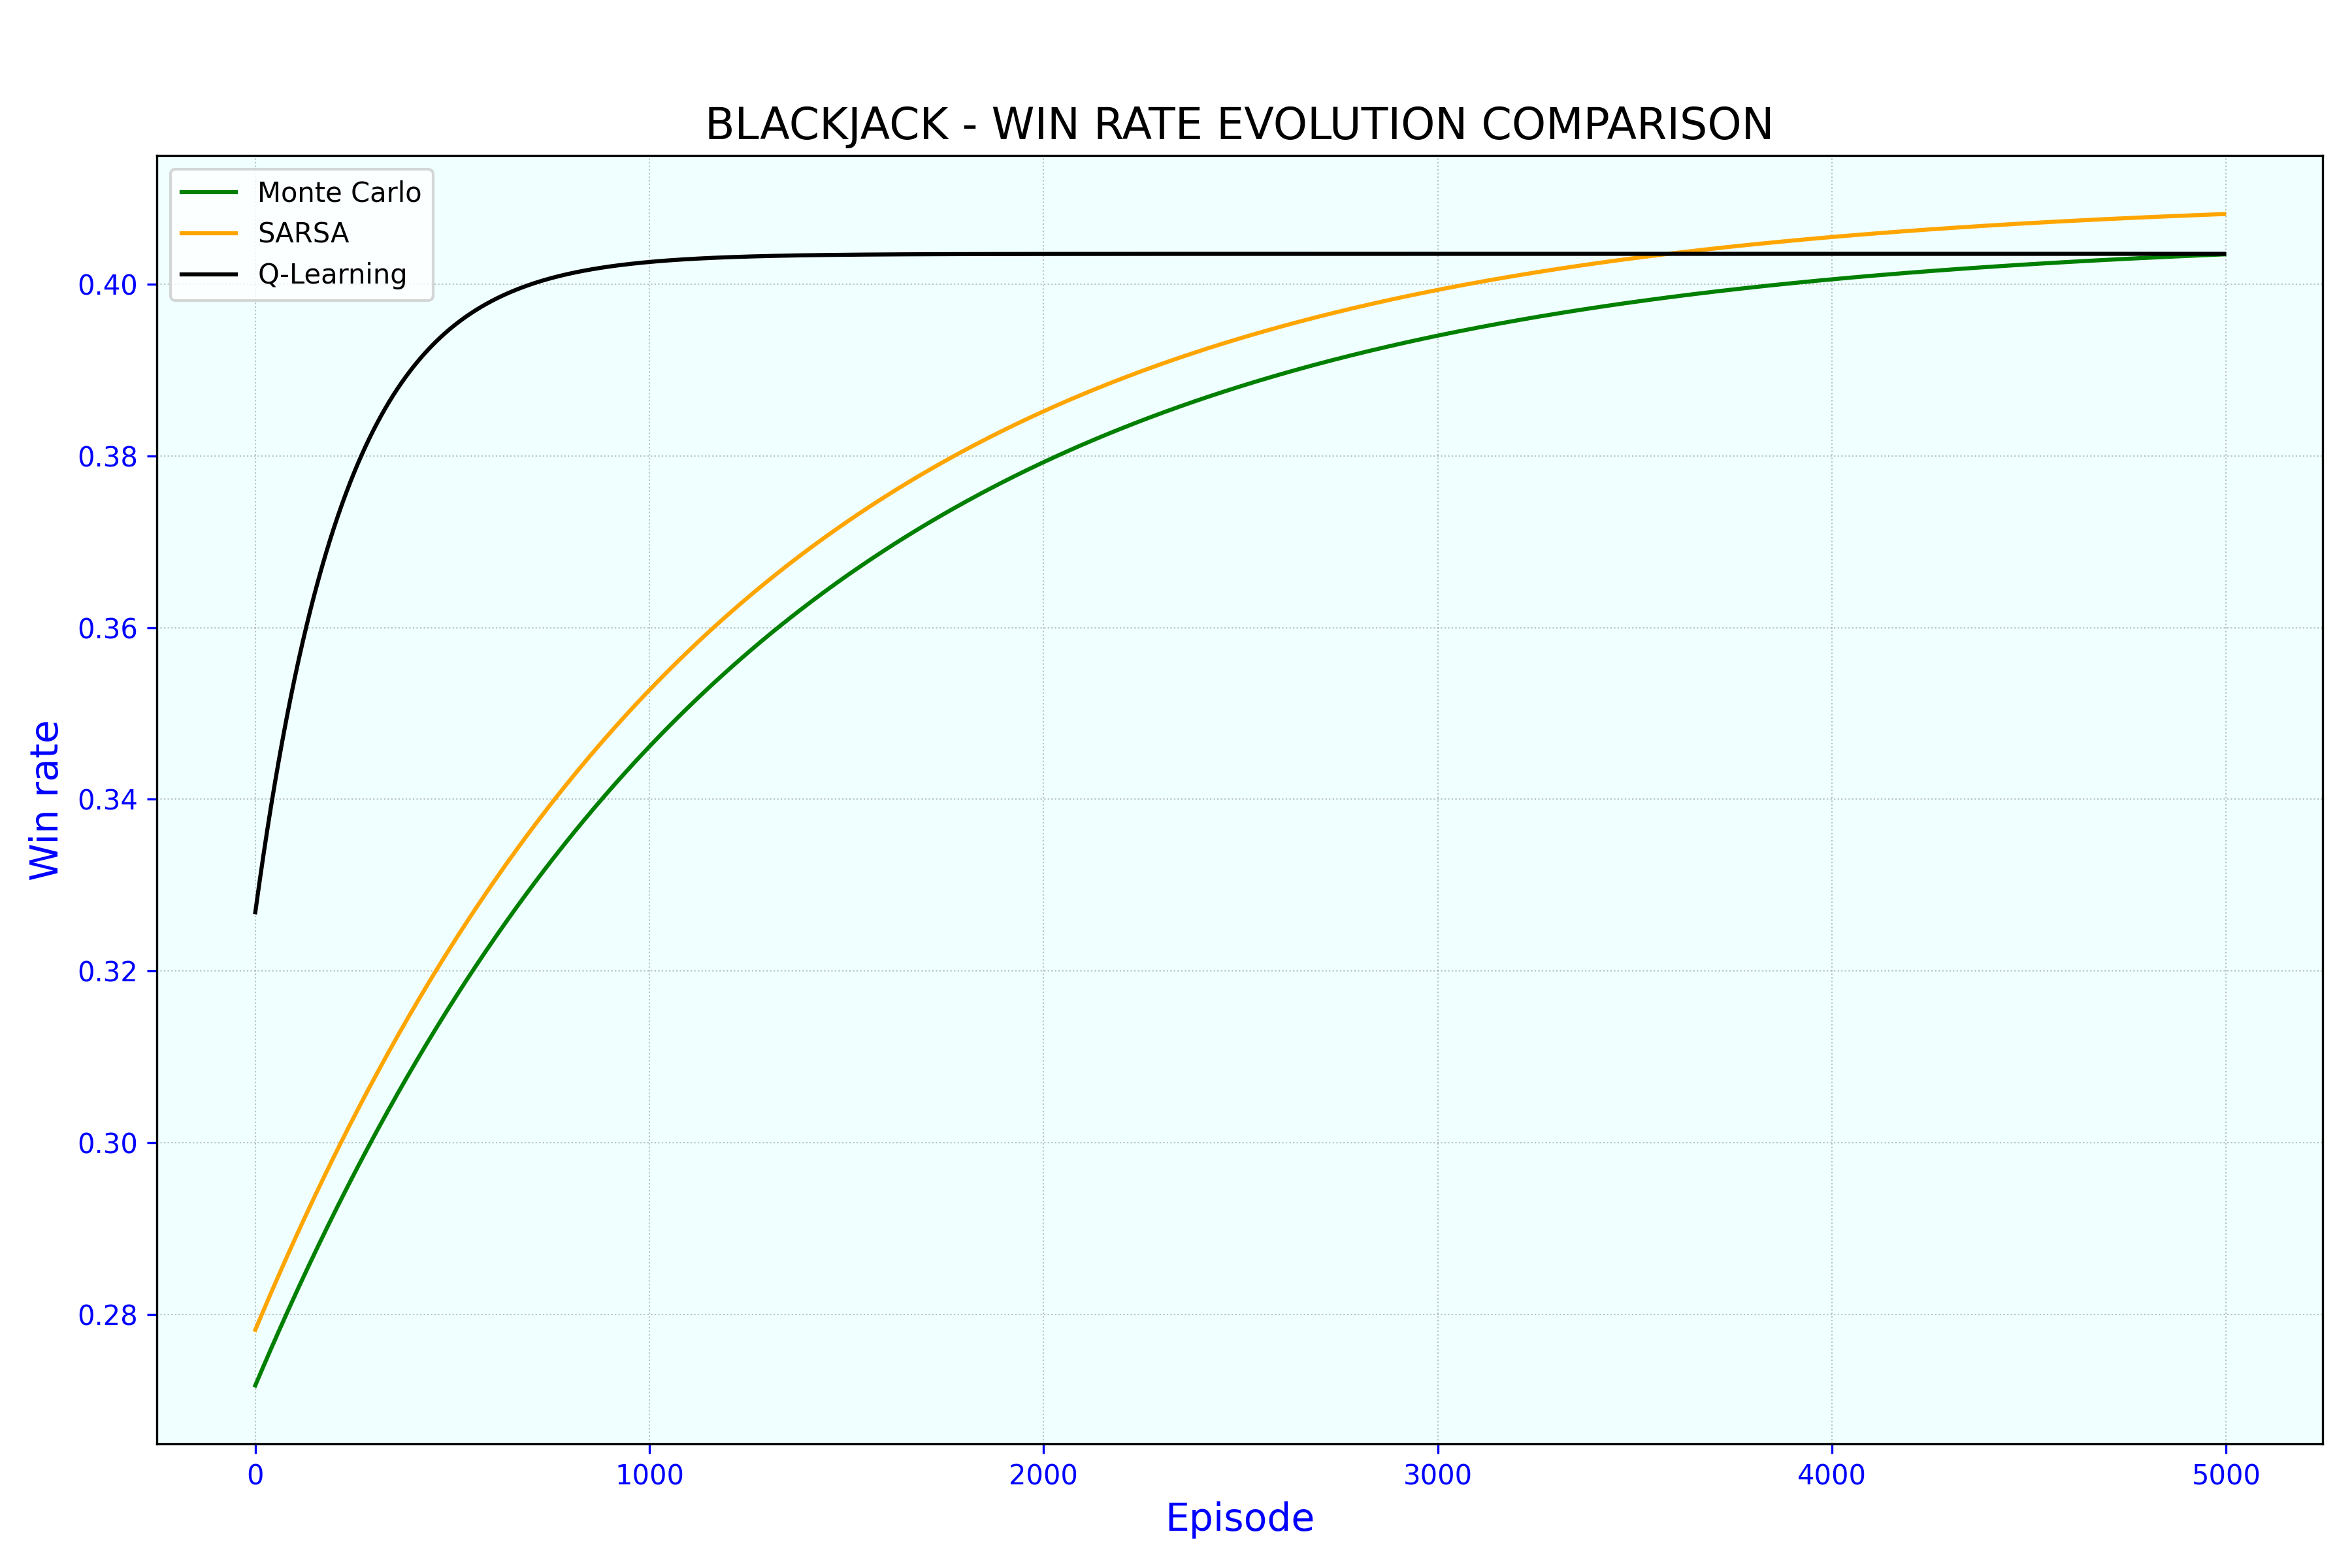 BLACKJACK - WIN RATE EVOLUTION COMPARISON
Monte Carlo
SARSA
Q-Learning
0.40
0.38
0.36
0.34
0.32
0.30
0.28
Win rate
0 1000 2000 3000 4000 5000
Episode